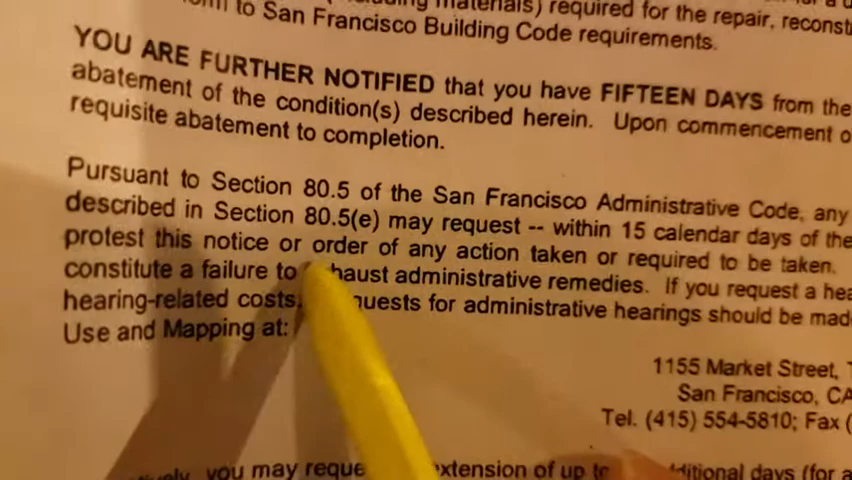 to San Francisco Building Code requirements.
materials) required for the repair,
YOU ARE FURTHER NOTIFIED that you have FIFTEEN DAYS from the
abatement of the condition(s) described herein. Upon commencement
requisite abatement to completion.
Pursuant to Section 80.5 of the San Francisco Administrative Code, any
described in Section 80.5(e) may request -- within 15 calendar days of the
protest this notice or order of any action taken or required to be taken.
constitute a failure to haust administrative remedies. If you request a
hearing-related costs. quests for administrative hearings should be
Use and Mapping at:
1155 Market Street,
San Francisco, CA
Tel. (415) 554-5810; Fax (
you may xtension of up to days (for